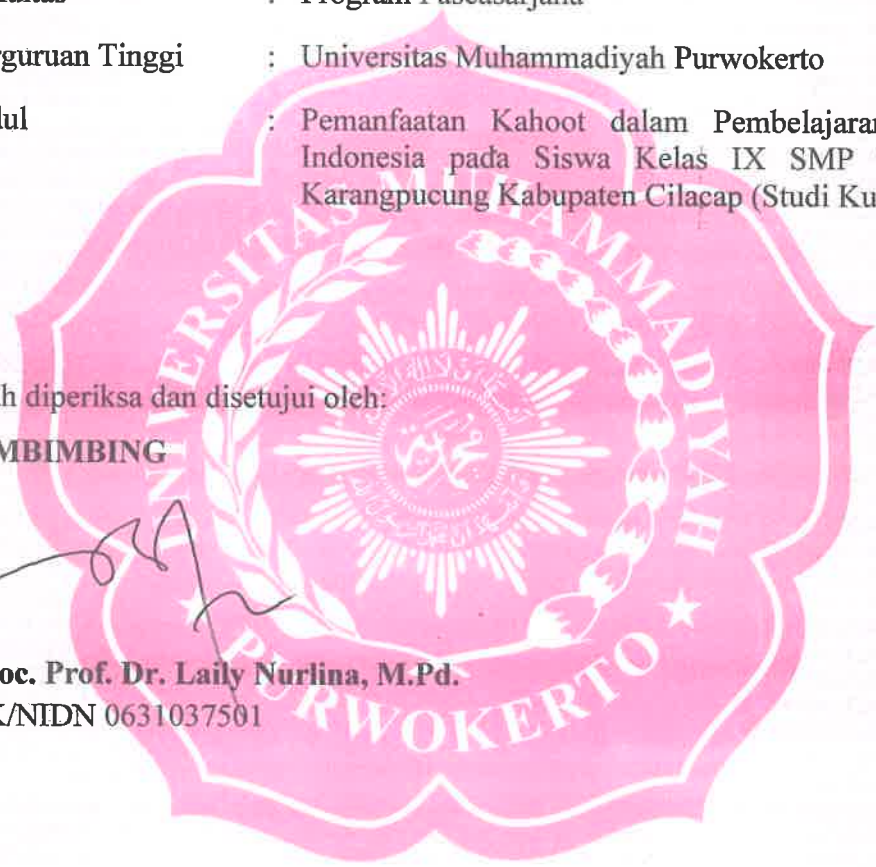 : Program Pascasarjana
rguruan Tinggi : Universitas Muhammadiyah Purwokerto
dul : Pemanfaatan Kahoot dalam Pembelajaran
Indonesia pada Siswa Kelas IX SMP
Karangpucung Kabupaten Cilacap (Studi Ku
UNIVERSITAS MUHAMMADIYAH
h diperiksa dan disetujui oleh:
MBIMBING
oc. Prof. Dr. Laily Nurlina, M.Pd.
K/NIDN 0631037501
PURWOKERTO